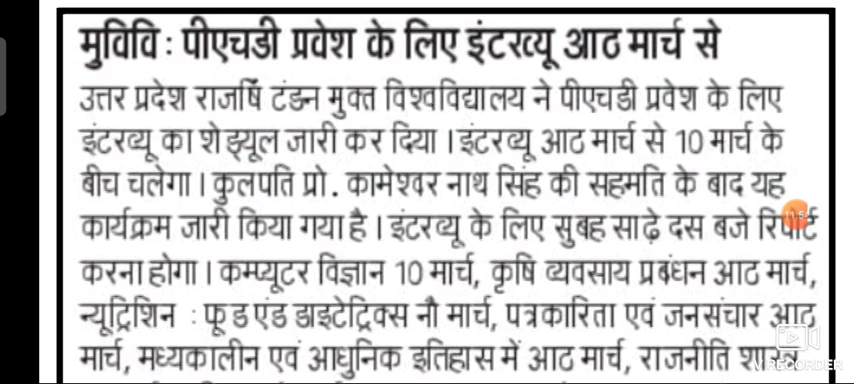 मुविवि : पीएचडी प्रवेश के लिए इंटरव्यू आठ मार्च से
उत्तर प्रदेश राजर्षि टंडन मुक्त विश्वविद्यालय ने पीएचडी प्रवेश के लिए
इंटरव्यू का शेड्यूल जारी कर दिया । इंटरव्यू आठ मार्च से 10 मार्च के
बीच चलेगा । कुलपति प्रो . कामेश्वर नाथ सिंह की सहमति के बाद यह
कार्यक्रम जारी किया गया है । इंटरव्यू के लिए सुबह साढ़े दस बजे रिपोर्ट
करना होगा । कम्प्यूटर विज्ञान 10 मार्च, कृषि व्यवसाय प्रबंधन आठ मार्च,
न्यूट्रिशिन : फूड एंड डाइटेट्रिक्स नौ मार्च, पत्रकारिता एवं जनसंचार आठ
मार्च, मध्यकालीन एवं आधुनिक इतिहास में आठ मार्च, राजनीति शास्त्र
RECORDER